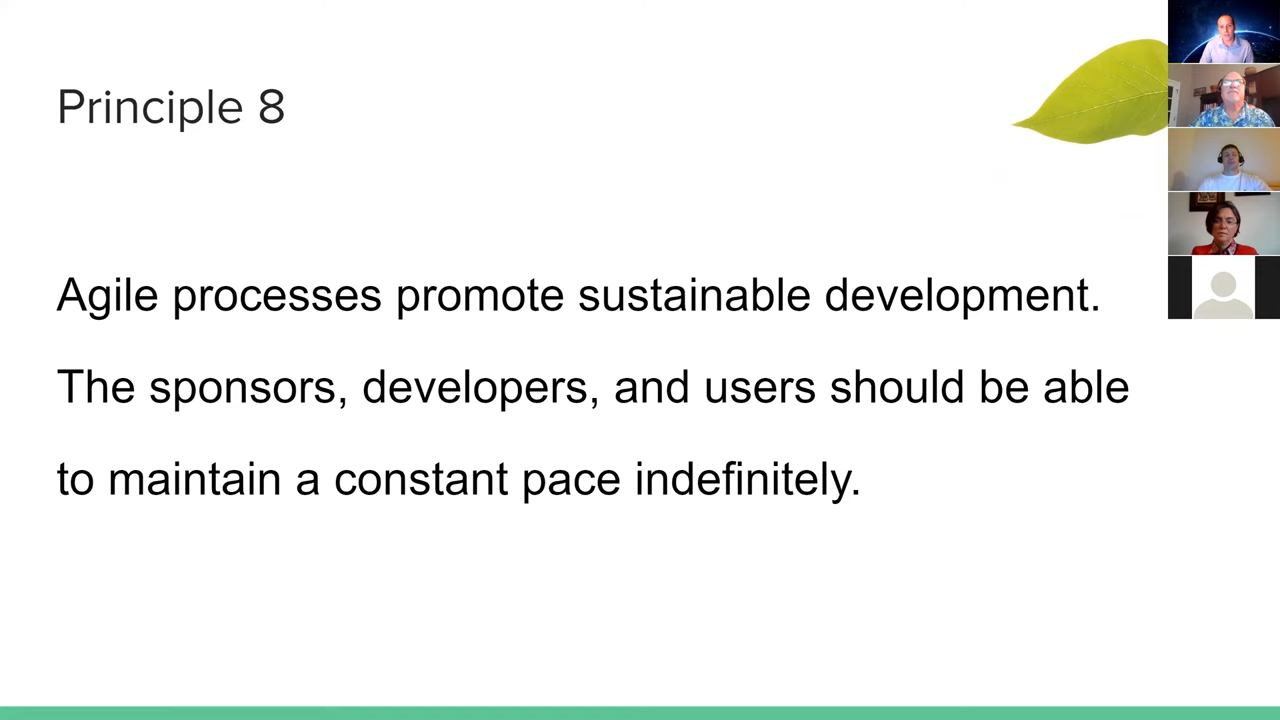 Principle 8
Agile processes promote sustainable development.
The sponsors, developers, and users should be able
to maintain a constant pace indefinitely.